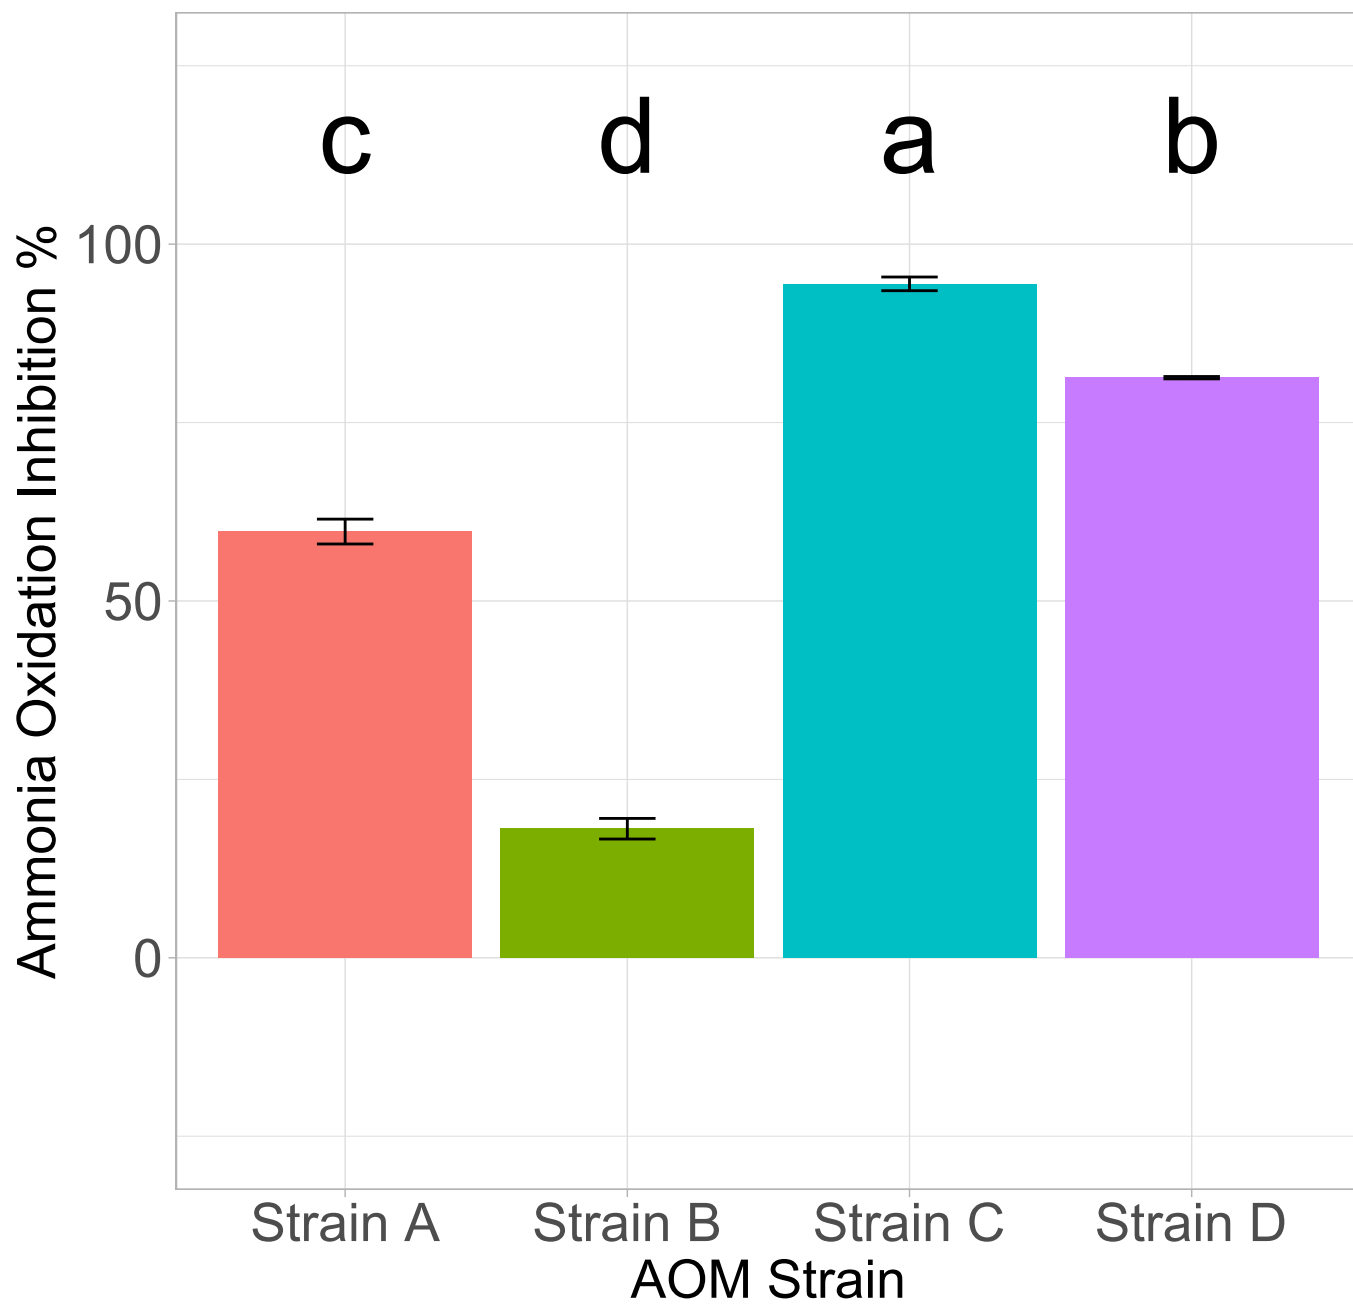 c d a b
Ammonia Oxidation Inhibition %
100
50
0
Strain A Strain B Strain C Strain D
AOM Strain